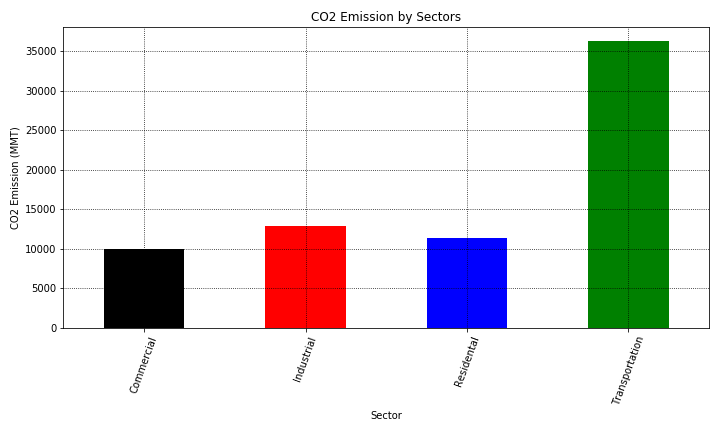 CO2 Emission by Sectors
35000
30000
25000
20000
15000
10000
5000
0
CO2 Emission (MMT)
Commercial
Industrial
Residental
Transportation
Sector